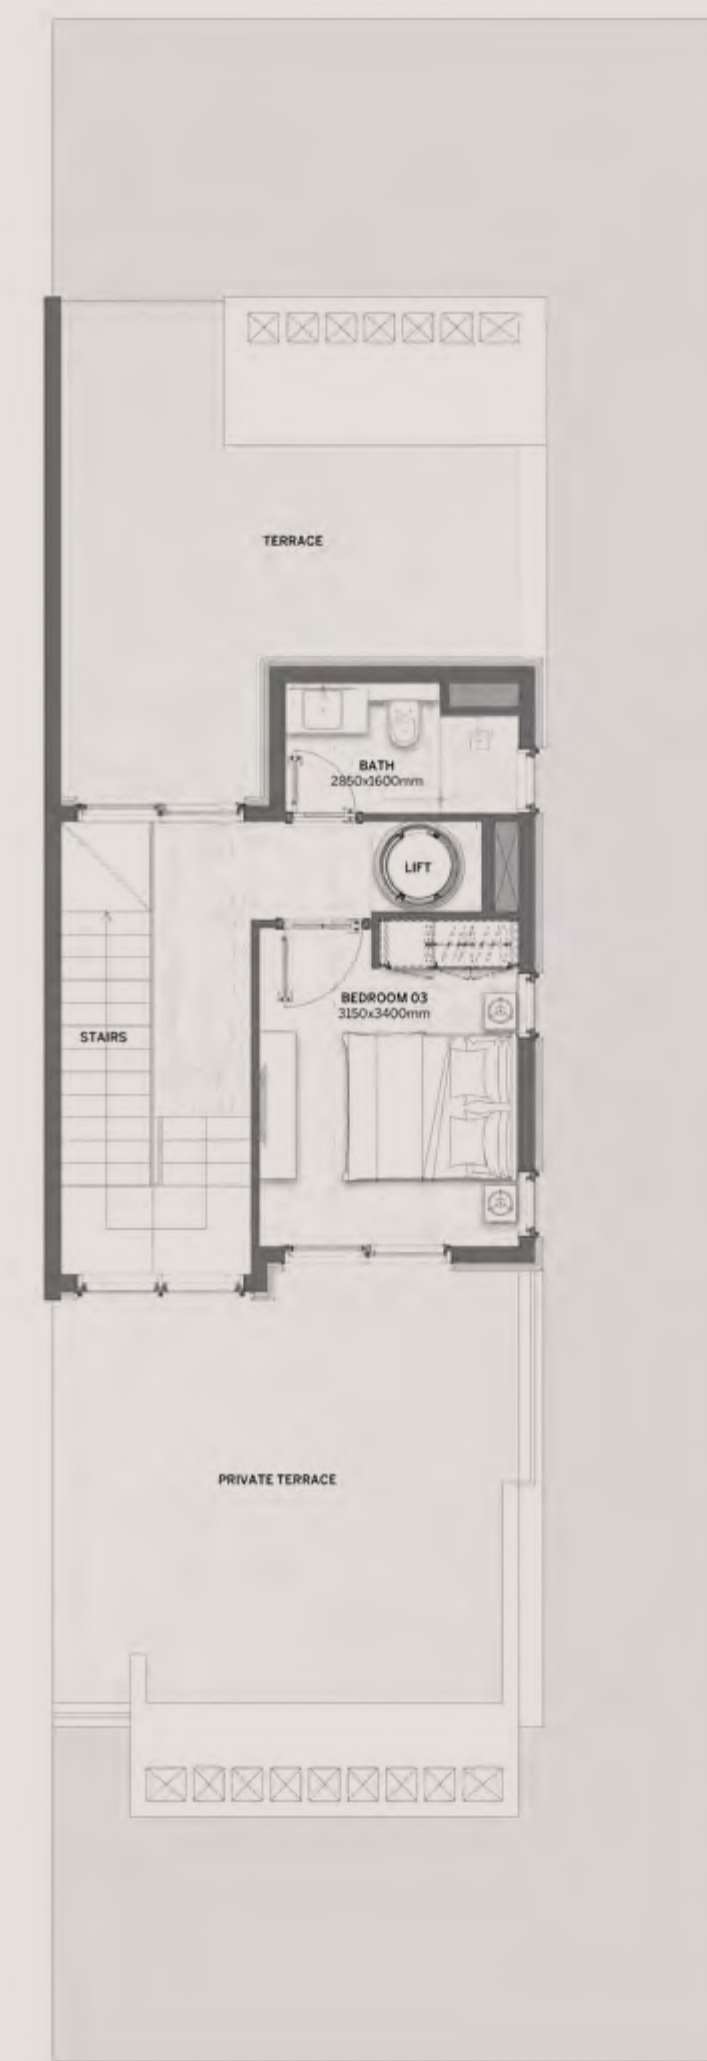 TERRACE
BATH
2850x1600mm
LIFT
BEDROOM 03
3150x3400mm
STAIRS
PRIVATE TERRACE